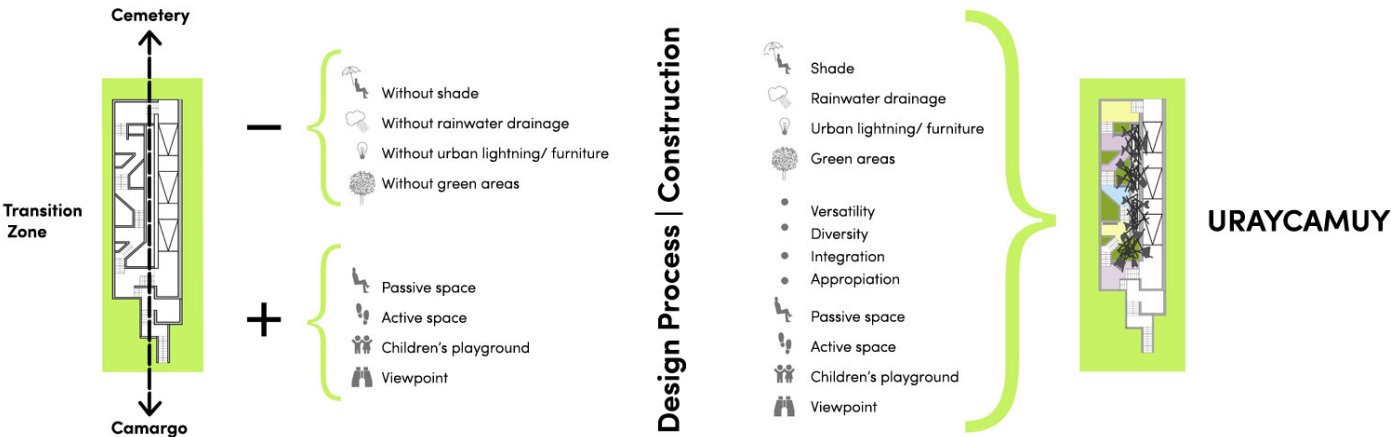 Cemetery
Transition
Zone
Camargo
−
Without shade
Without rainwater drainage
Without urban lightning/ furniture
Without green areas
+
Passive space
Active space
Children's playground
Viewpoint
Design Process | Construction
Shade
Rainwater drainage
Urban lightning/ furniture
Green areas
• Versatility
• Diversity
• Integration
• Appropiation
Passive space
Active space
Children's playground
Viewpoint
URAYCAMUY